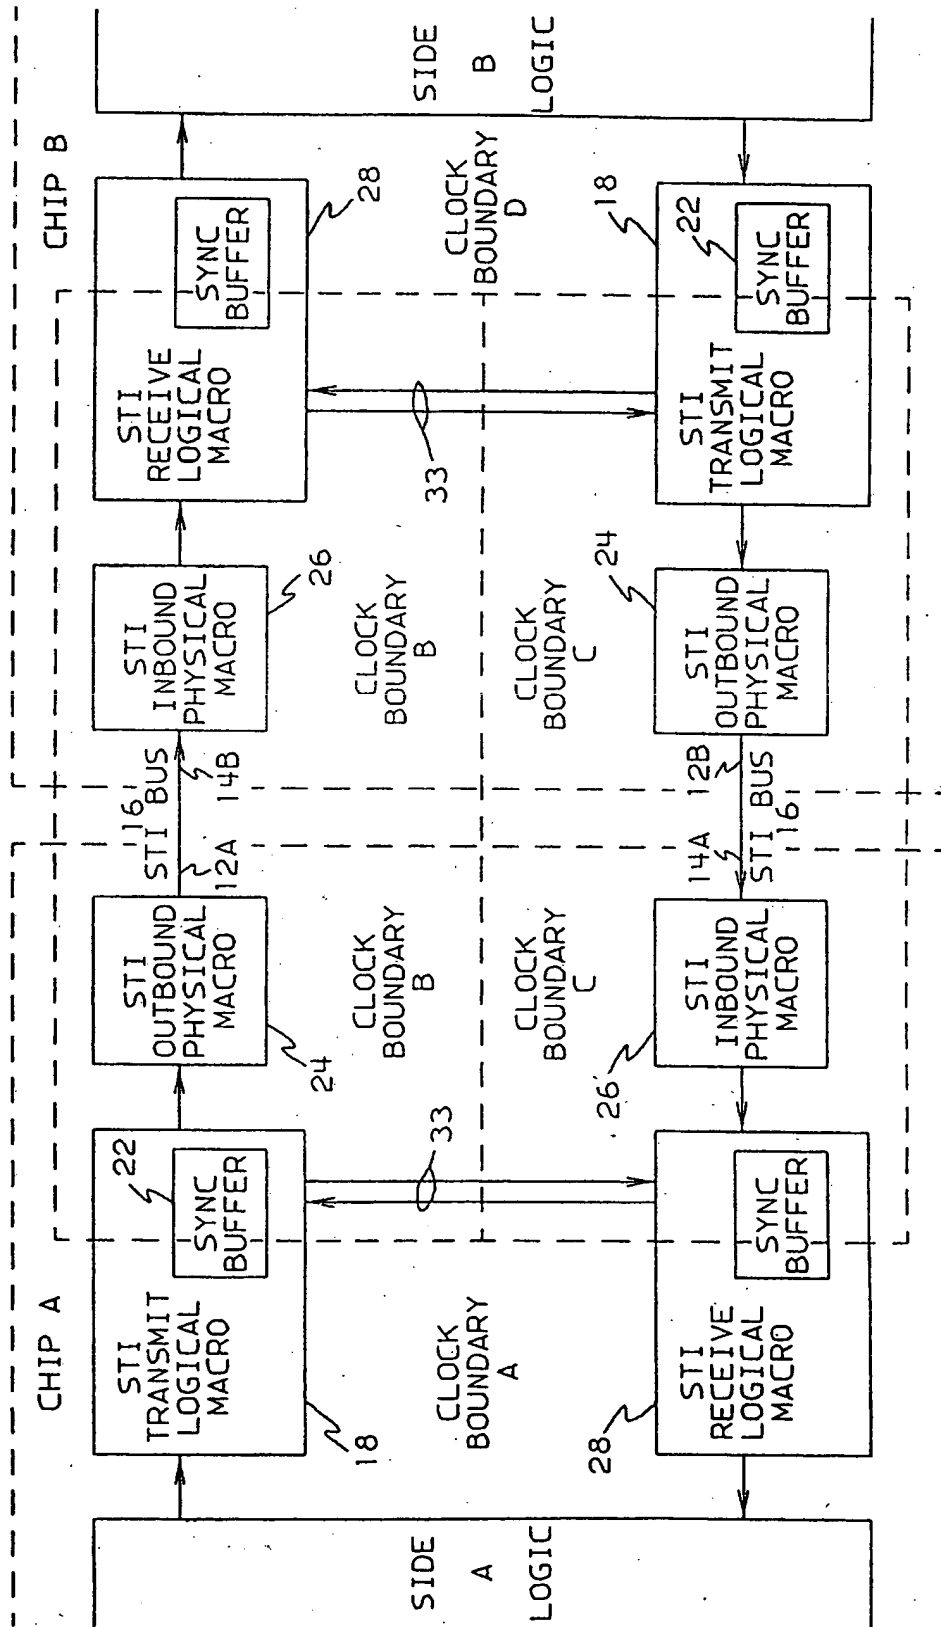 CHIP A
CHIP B
SIDE
A
LOGIC
STI
TRANSMIT
LOGICAL
MACRO
SYNC
BUFFER
22
18
STI
OUTBOUND
PHYSICAL
MACRO
24
16
STI BUS
12A
14B
STI
INBOUND
PHYSICAL
MACRO
26
STI
RECEIVE
LOGICAL
MACRO
SYNC
BUFFER
28
SIDE
B
LOGIC
33
33
CLOCK
BOUNDARY
A
CLOCK
BOUNDARY
B
CLOCK
BOUNDARY
B
CLOCK
BOUNDARY
C
CLOCK
BOUNDARY
C
CLOCK
BOUNDARY
D
28
STI
RECEIVE
LOGICAL
MACRO
SYNC
BUFFER
26
STI
INBOUND
PHYSICAL
MACRO
14A
12B
STI BUS
16
24
STI
OUTBOUND
PHYSICAL
MACRO
18
STI
TRANSMIT
LOGICAL
MACRO
22
SYNC
BUFFER